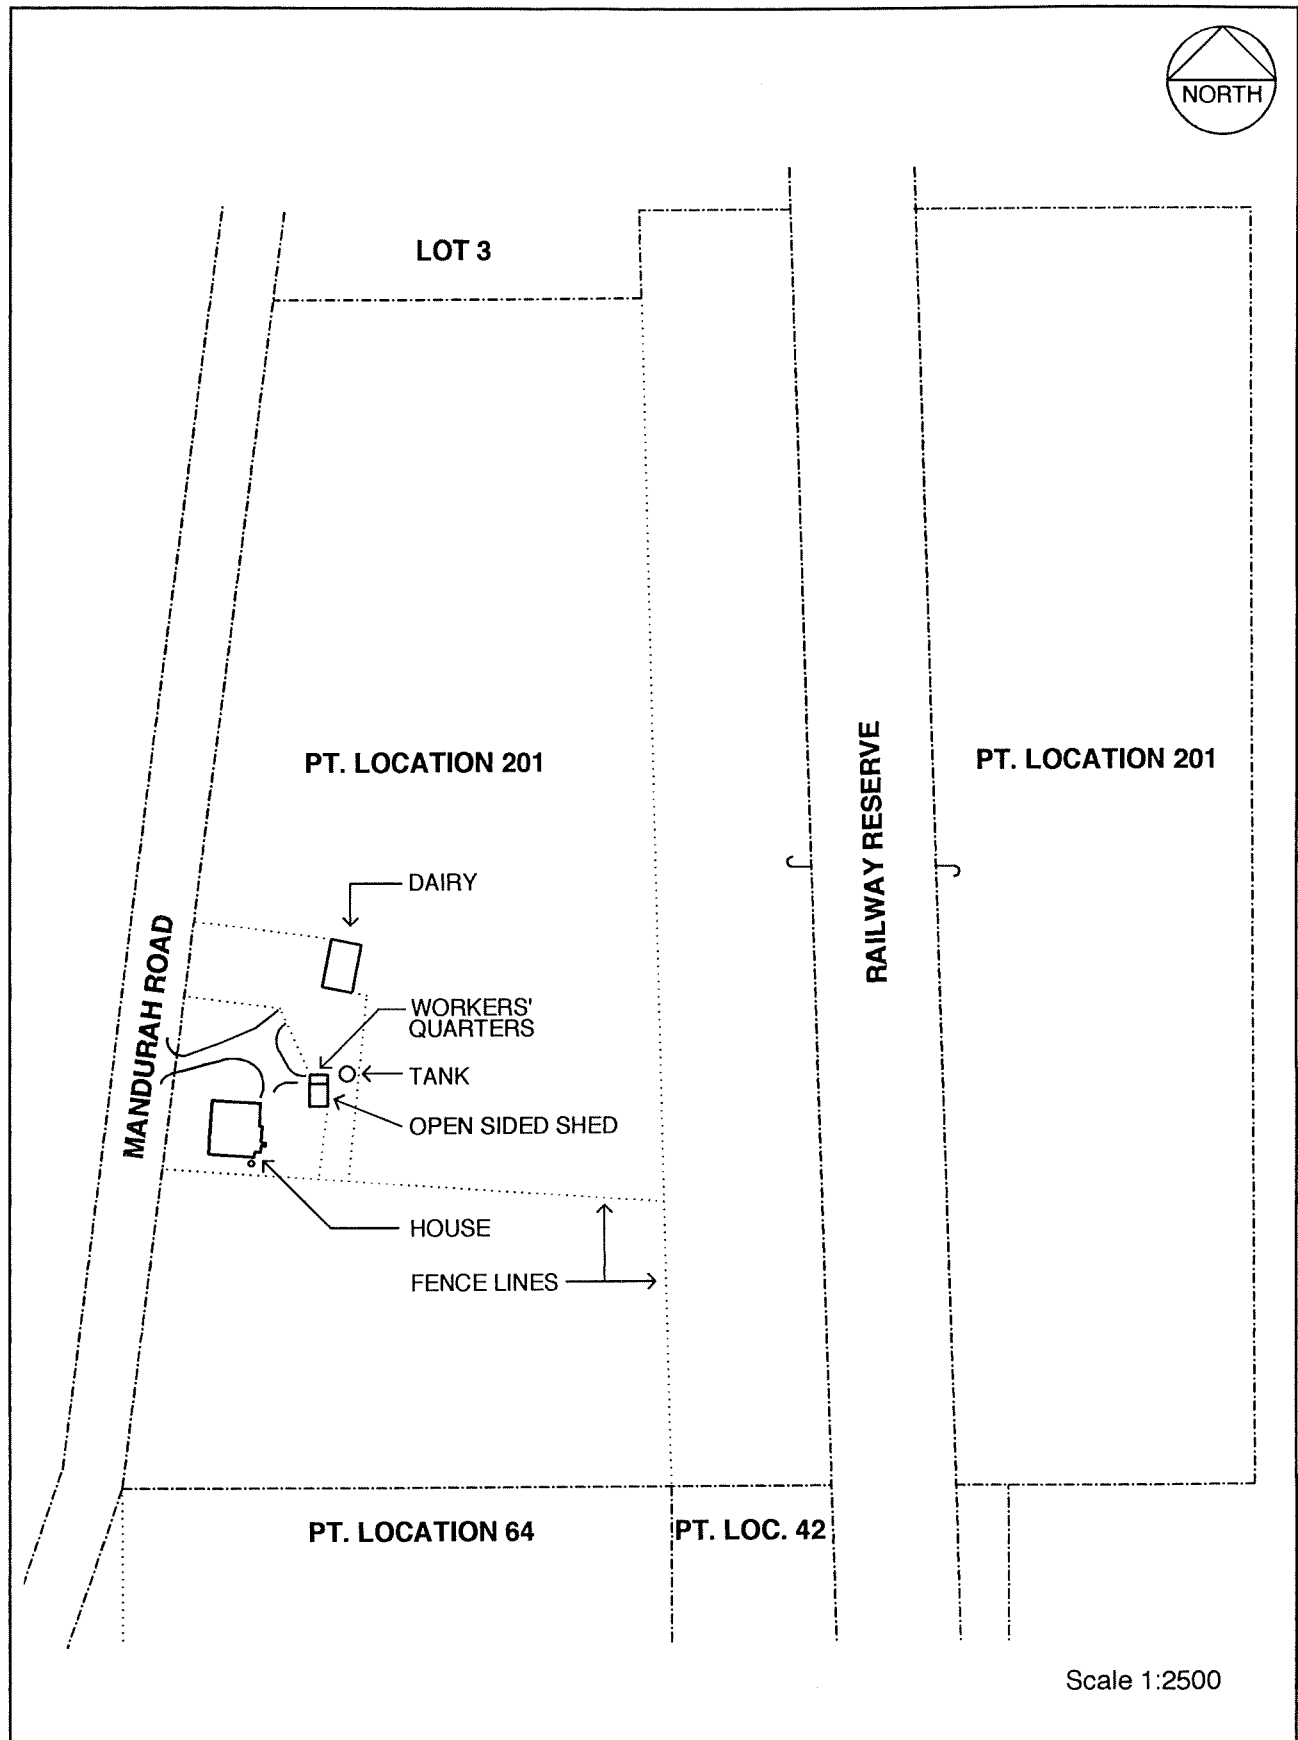 NORTH
LOT 3
PT. LOCATION 201
RAILWAY RESERVE
PT. LOCATION 201
DAIRY
MANDURAH ROAD
WORKERS'
QUARTERS
TANK
OPEN SIDED SHED
HOUSE
FENCE LINES
PT. LOCATION 64
PT. LOC. 42
Scale 1:2500